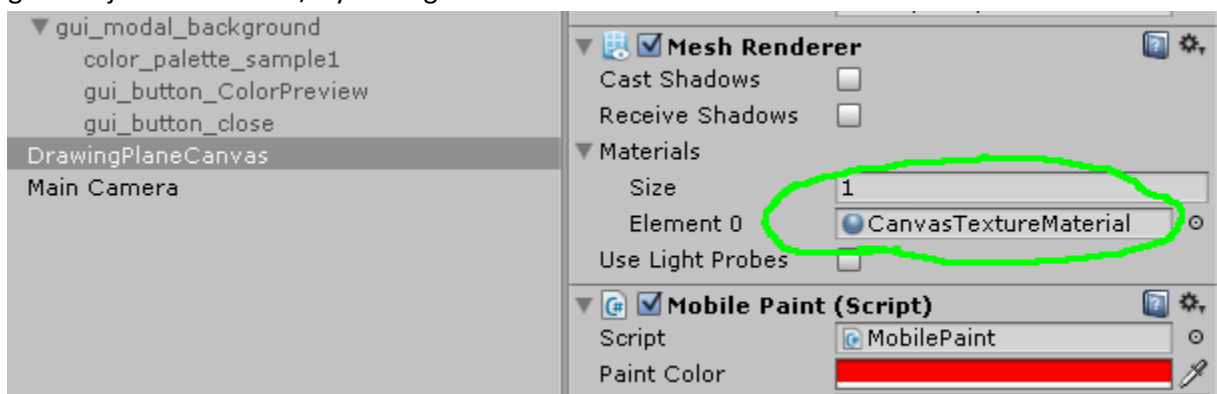 gui_modal_background
color_palette_sample1
gui_button_ColorPreview
gui_button_close
DrawingPlaneCanvas
Main Camera
Mesh Renderer
Cast Shadows
Receive Shadows
Materials
Size 1
Element 0 CanvasTextureMaterial
Use Light Probes
Mobile Paint (Script)
Script MobilePaint
Paint Color